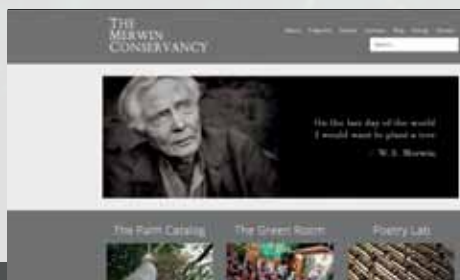 THE
MERWIN
CONSERVANCY
On the last day of the world
I would want to plant a tree
– W.S. Merwin
The Palm Catalog
The Green Room
Poetry Lab